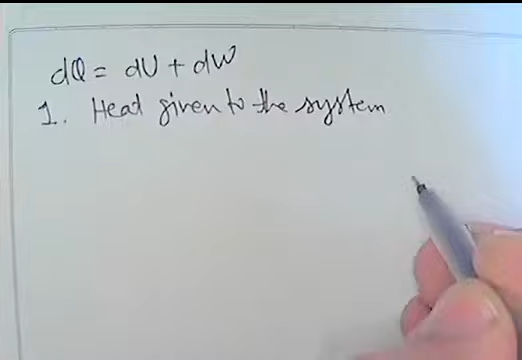 dQ = dU + dW
1. Heat given to the system